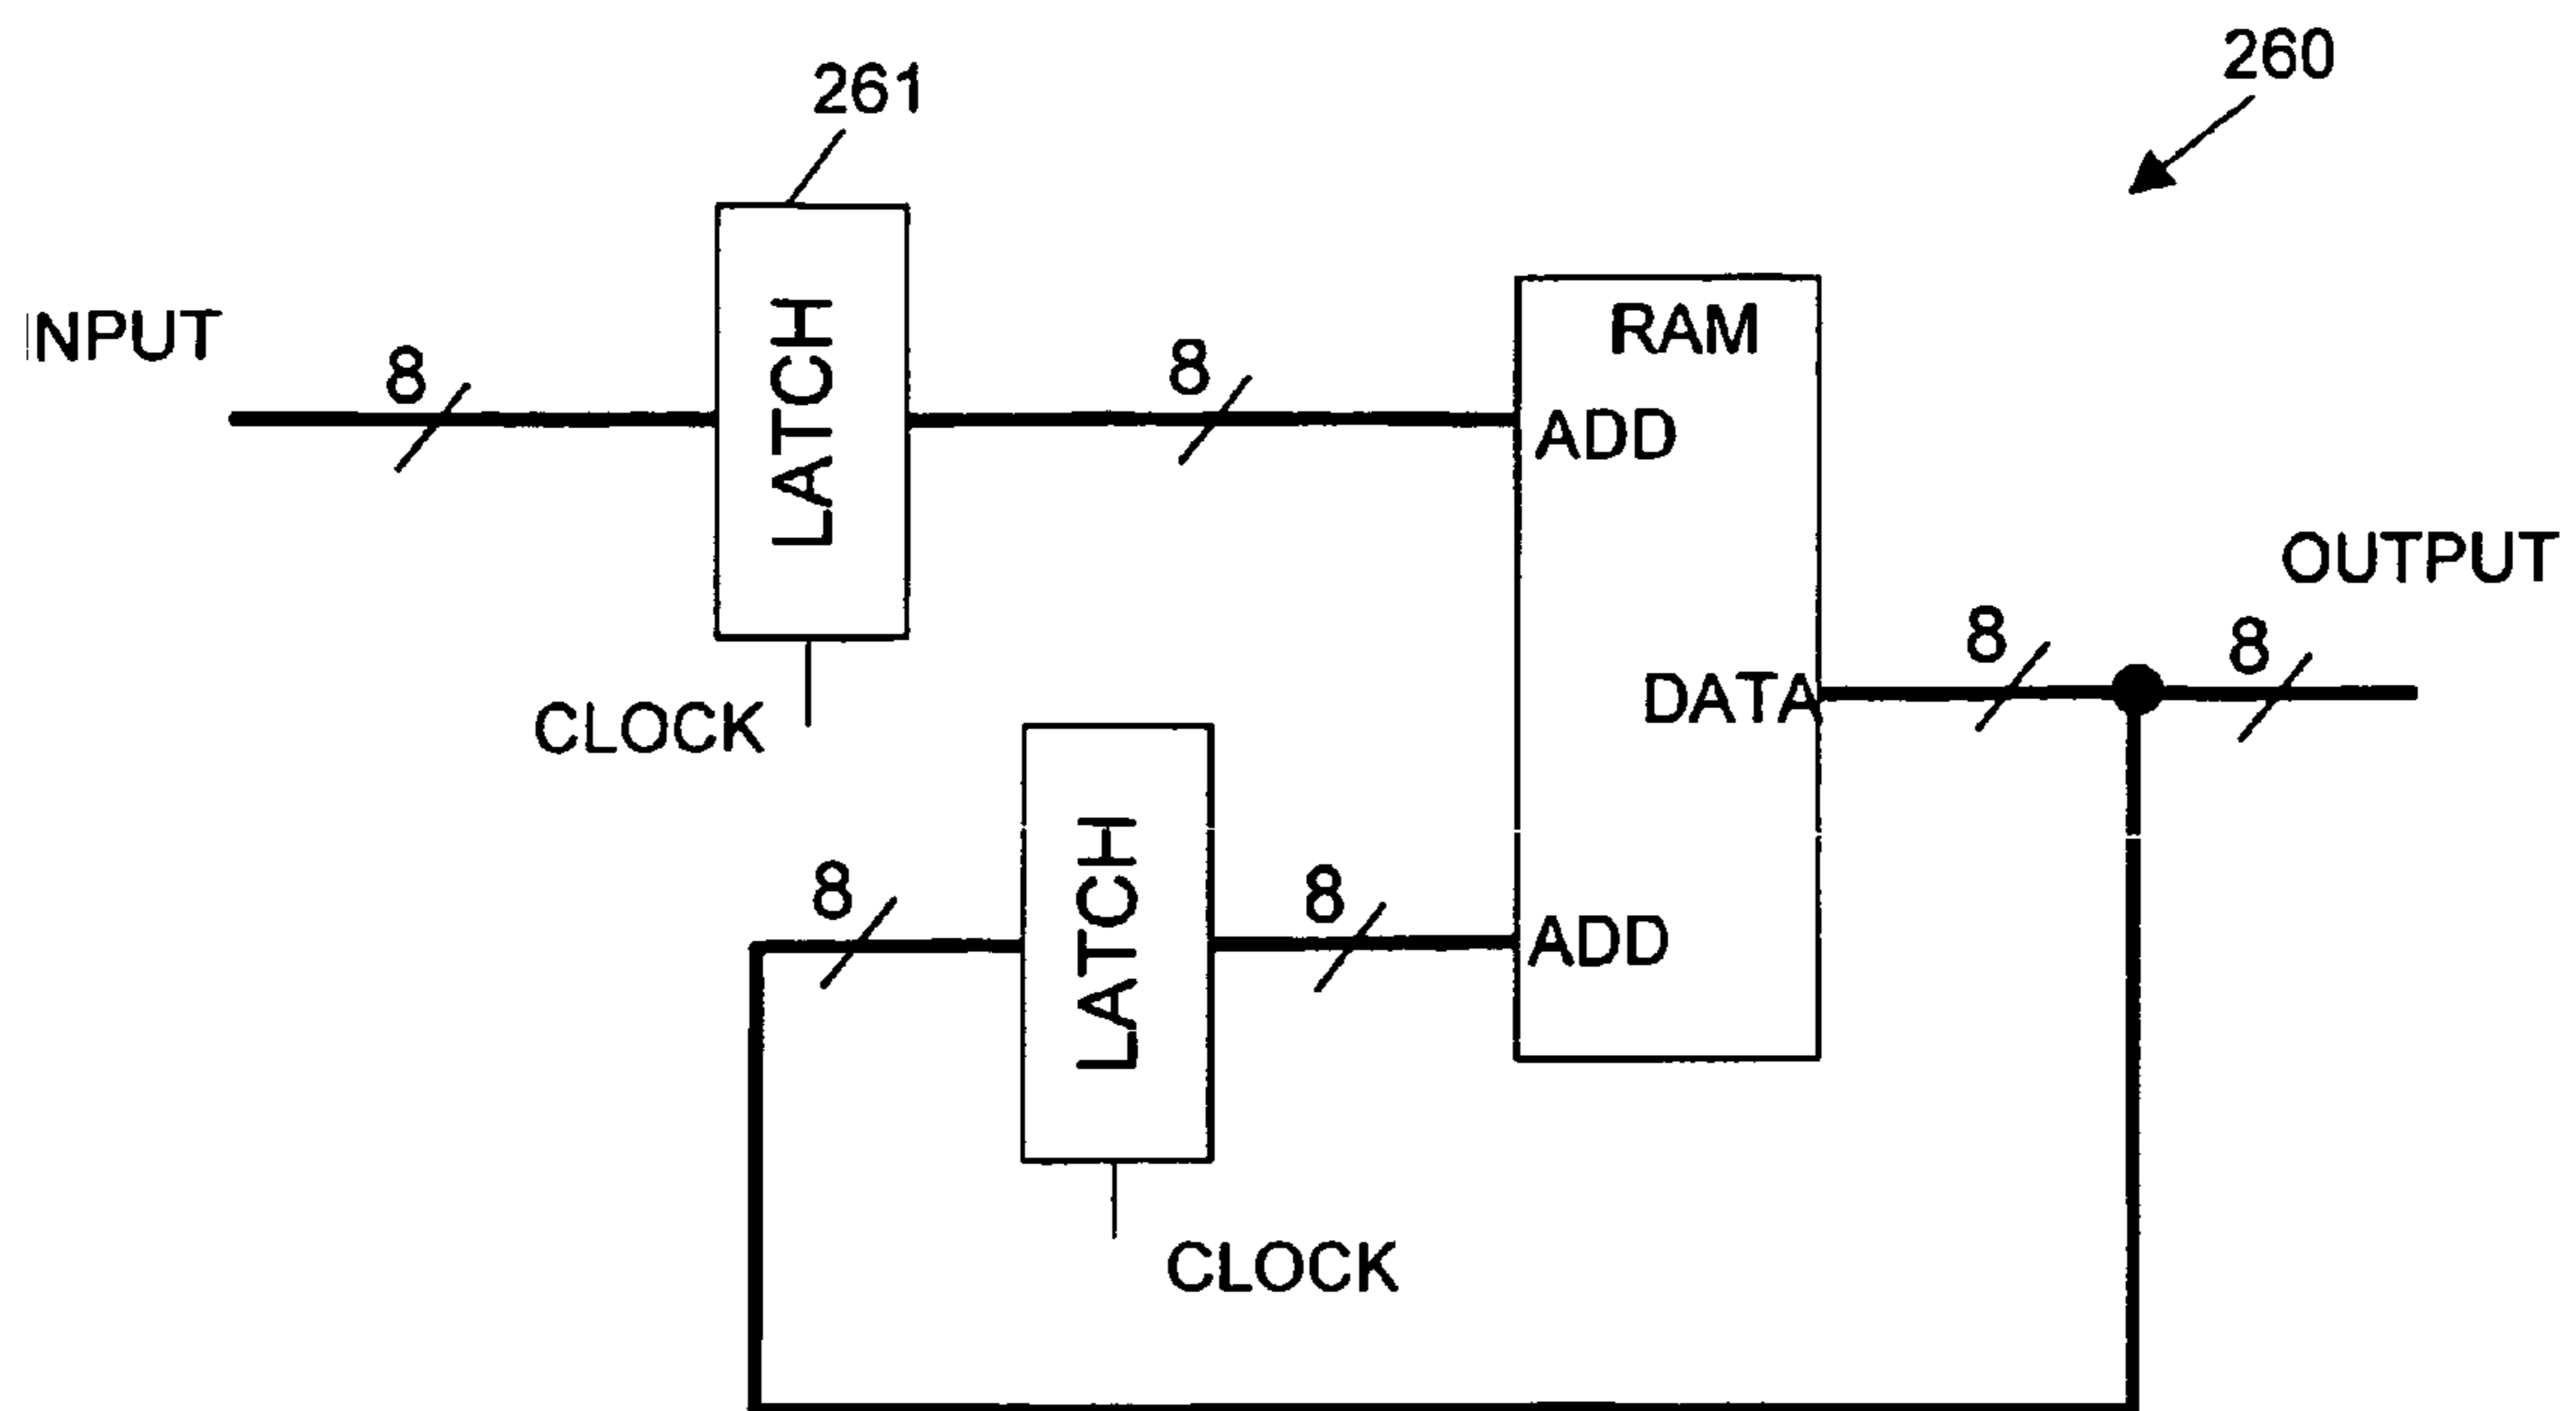 260
261
INPUT
8
8
LATCH
RAM
ADD
OUTPUT
8
8
DATA
CLOCK
8
LATCH
8
ADD
CLOCK